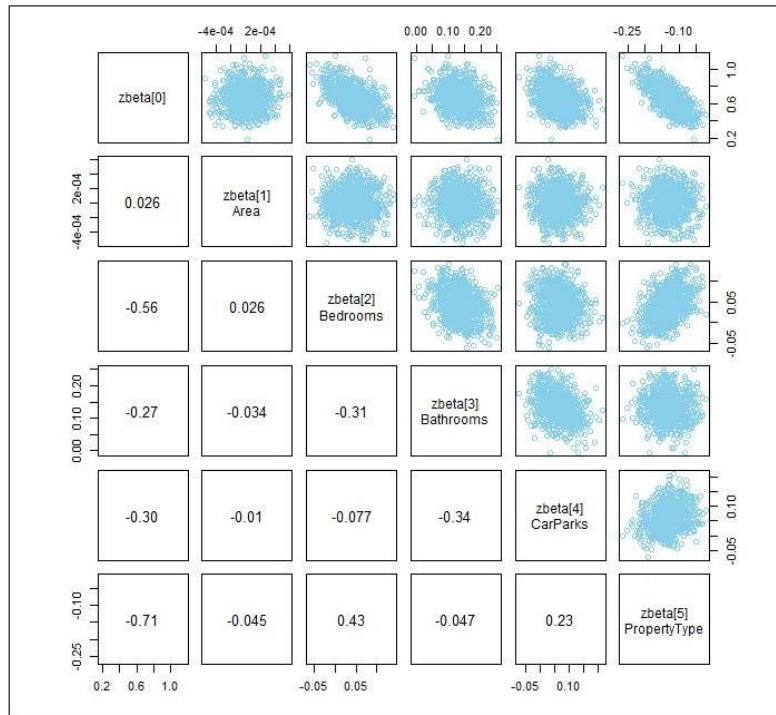 -4e-04 2e-04
0.00 0.10 0.20
-0.25 -0.10
zbeta[0]
0.2 0.6 1.0
-4e-04 2e-04
0.026
zbeta[1]
Area
-0.56
0.026
zbeta[2]
Bedrooms
-0.05 0.05
0.00 0.10 0.20
-0.27
-0.034
-0.31
zbeta[3]
Bathrooms
-0.30
-0.01
-0.077
-0.34
zbeta[4]
CarParks
-0.05 0.10
-0.25 -0.10
-0.71
-0.045
0.43
-0.047
0.23
zbeta[5]
PropertyType
0.2 0.6 1.0
-0.05 0.05
-0.05 0.10